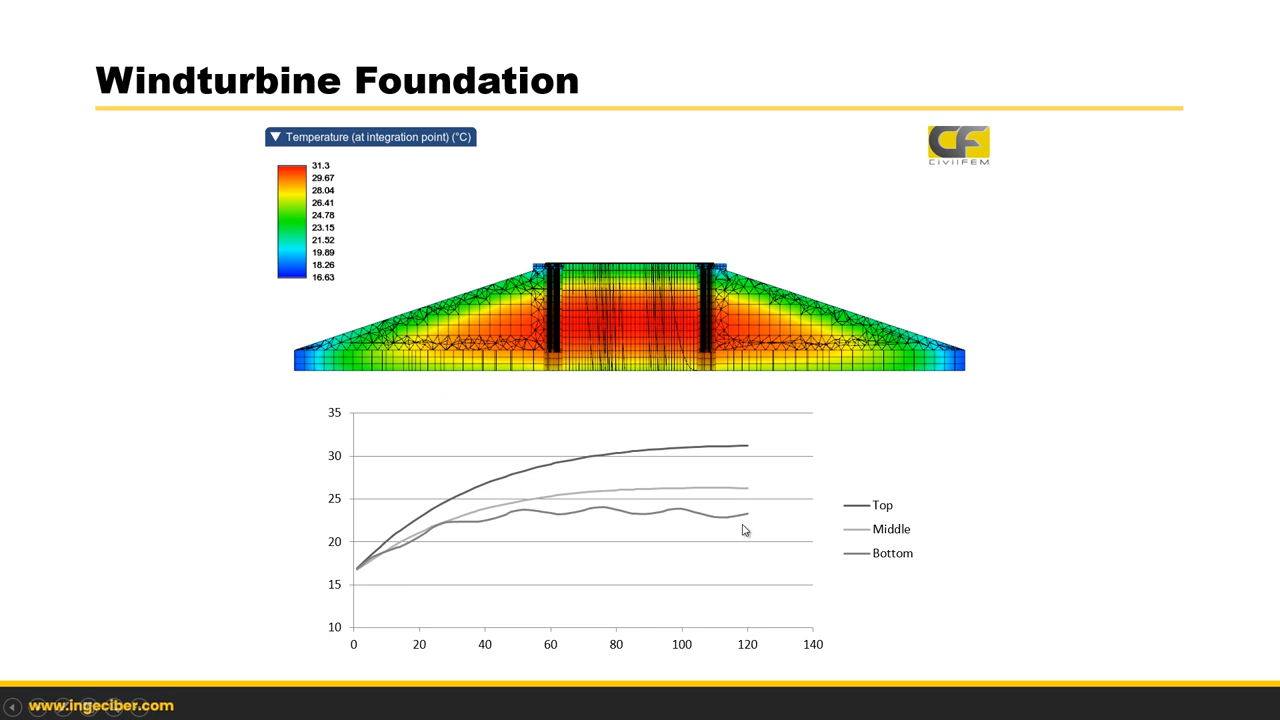 Windturbine Foundation
▼ Temperature (at integration point) (°C)
CF
CivilFEM
31.3
29.67
28.04
26.41
24.78
23.15
21.52
19.89
18.26
16.63
35
30
25
20
15
10
0 20 40 60 80 100 120 140
Top
Middle
Bottom
www.ingeciber.com